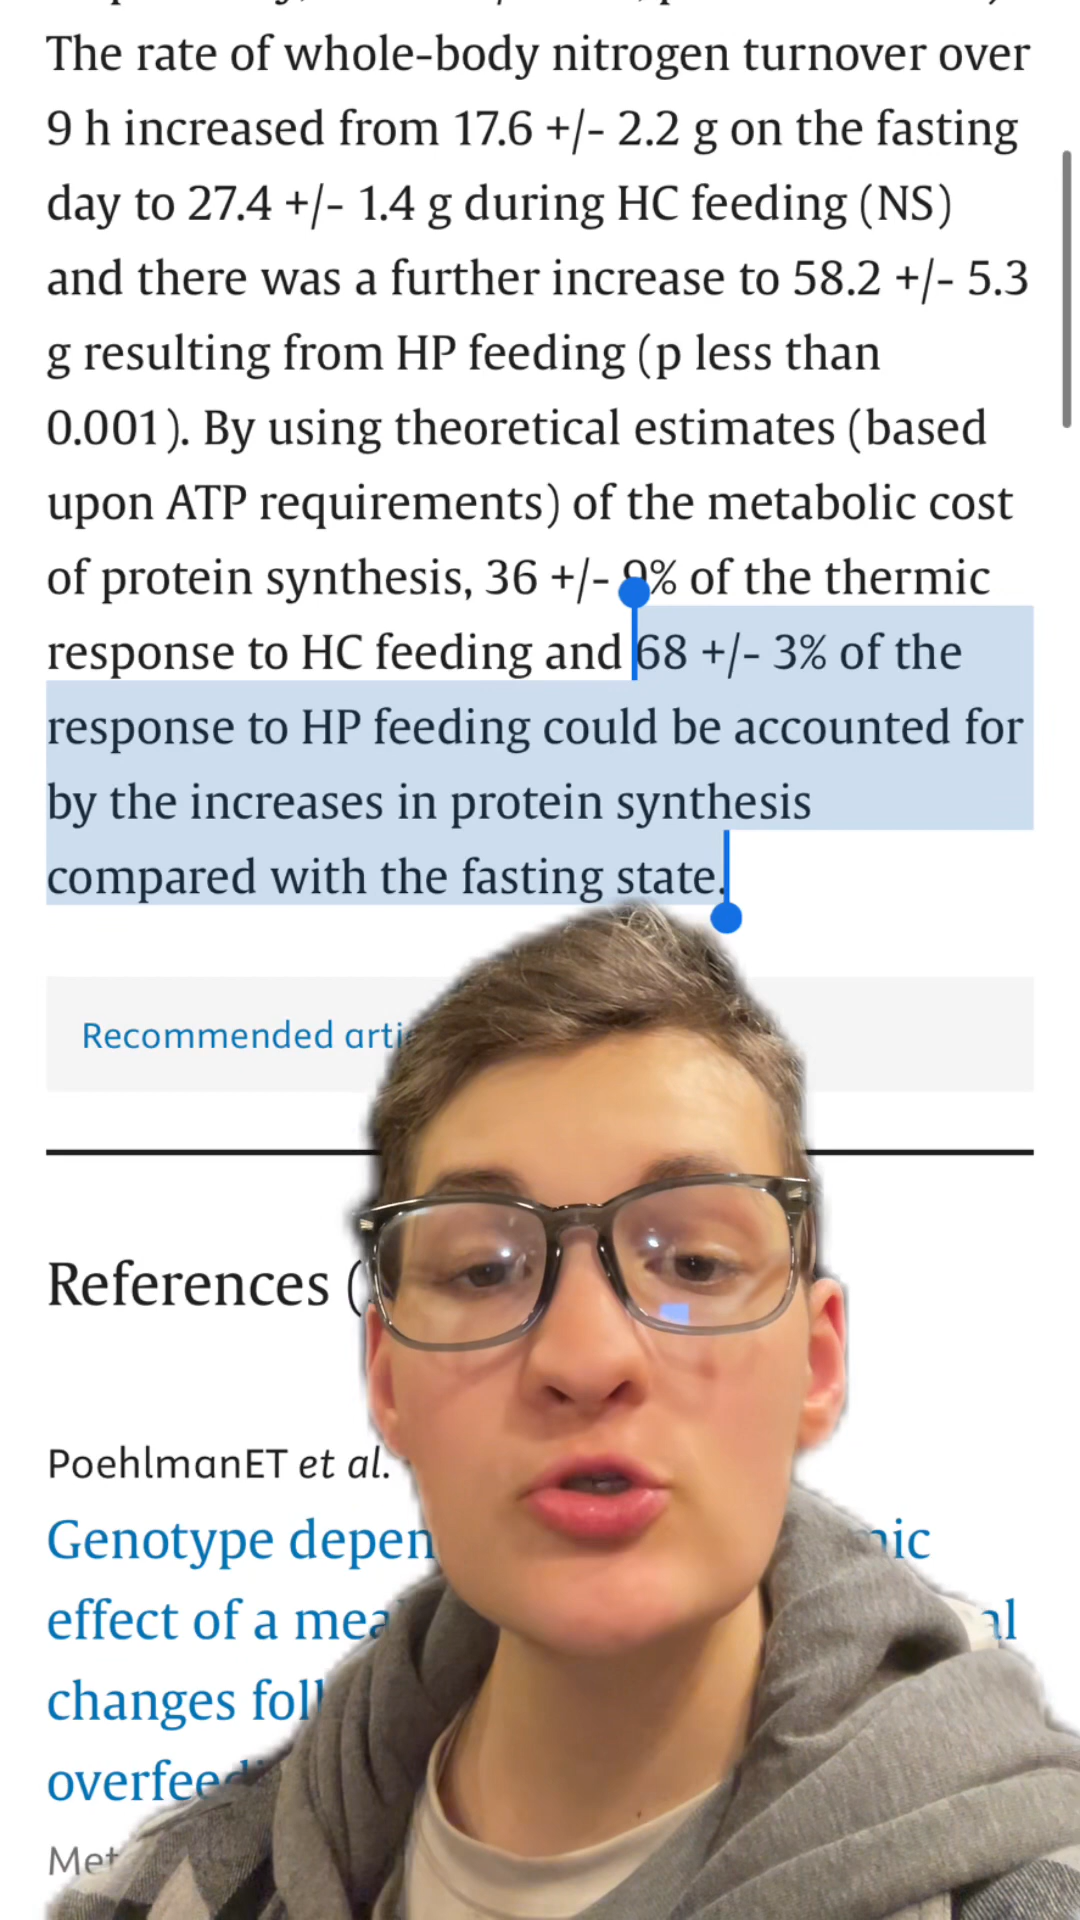 The rate of whole-body nitrogen turnover over
9 h increased from 17.6 +/- 2.2 g on the fasting
day to 27.4 +/- 1.4 g during HC feeding (NS)
and there was a further increase to 58.2 +/- 5.3
g resulting from HP feeding (p less than
0.001). By using theoretical estimates (based
upon ATP requirements) of the metabolic cost
of protein synthesis, 36 +/- 9% of the thermic
response to HC feeding and 68 +/- 3% of the
response to HP feeding could be accounted for
by the increases in protein synthesis
compared with the fasting state.
Recommended
References (
PoehlmanET et al.
Genotype
effect of a
changes